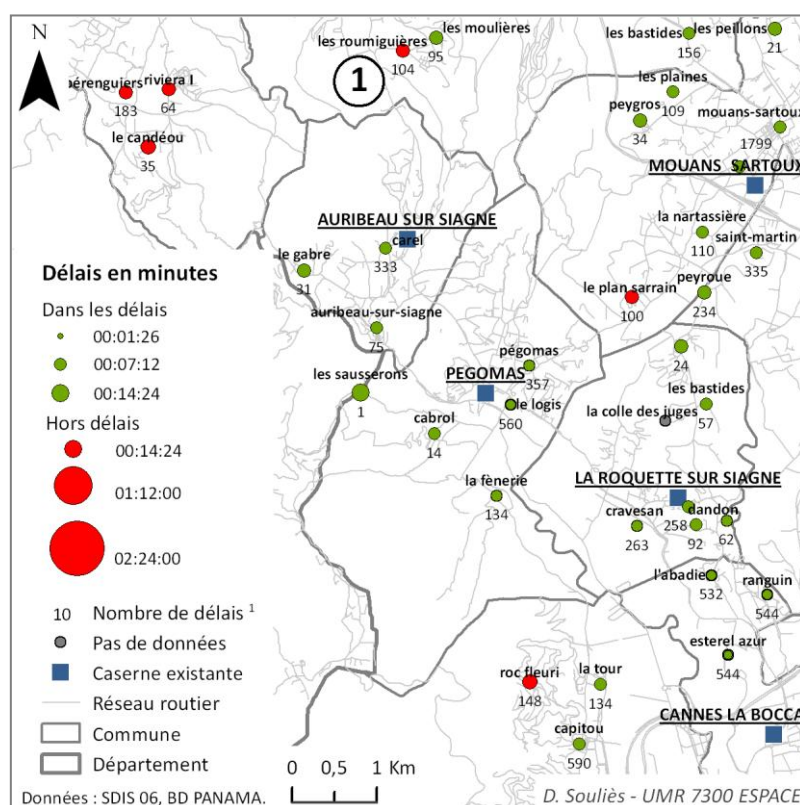 N
les moulières
les roumiguières
95
104
1
les bastides
156
les peillons
21
bérenguiers
183
riviera I
64
le candéou
35
les plaines
109
peygros
34
mouans-sartoux
1799
MOUANS SARTOUX
AURIBEAU SUR SIAGNE
carel
333
le gabre
31
auribeau-sur-siagne
75
la nartassière
110
saint-martin
335
le plan sarrain
100
peyroue
234
Délais en minutes
Dans les délais
00:01:26
00:07:12
00:14:24
Hors délais
00:14:24
01:12:00
02:24:00
10 Nombre de délais ¹
Pas de données
Caserne existante
Réseau routier
Commune
Département
les sausserons
1
pégomas
357
PEGOMAS
le logis
560
cabrol
14
la fènerie
134
24
les bastides
57
la colle des juges
LA ROQUETTE SUR SIAGNE
cravesan
263
258
dandon
92
62
l'abadie
532
ranguin
544
esterel azur
544
roc fleuri
148
la tour
134
capitou
590
CANNES LA BOCCA
0 0,5 1 Km
Données : SDIS 06, BD PANAMA.
D. Souliès - UMR 7300 ESPACE